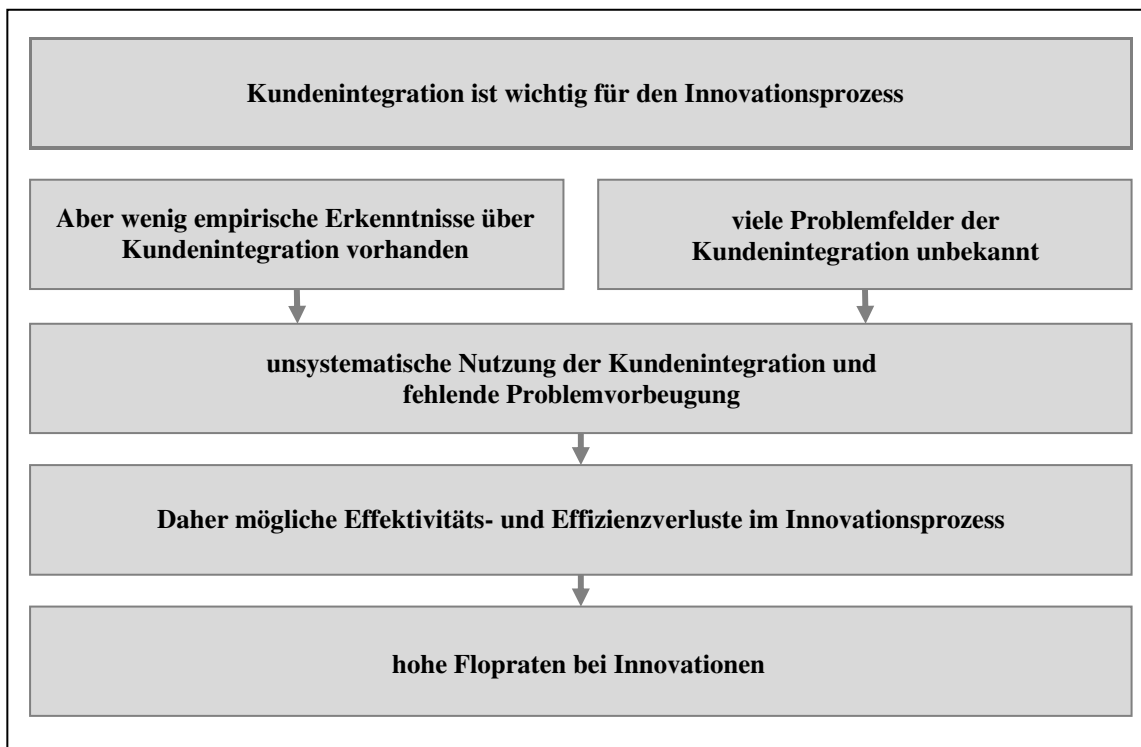 Kundenintegration ist wichtig für den Innovationsprozess
Aber wenig empirische Erkenntnisse über
Kundenintegration vorhanden
viele Problemfelder der
Kundenintegration unbekannt
unsystematische Nutzung der Kundenintegration und
fehlende Problemvorbeugung
Daher mögliche Effektivitäts- und Effizienzverluste im Innovationsprozess
hohe Flopraten bei Innovationen